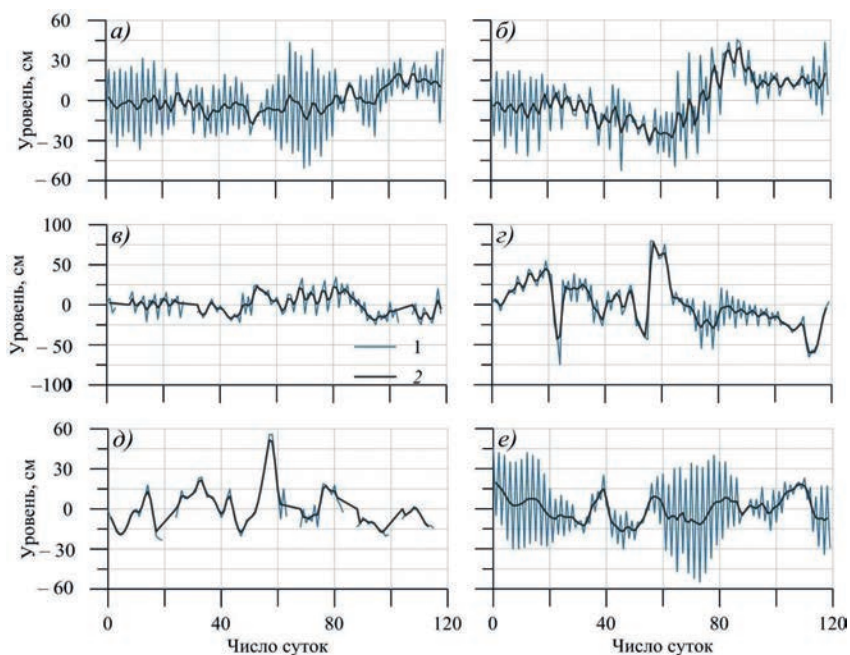 а)
Уровень, см
60
30
0
–30
–60
б)
в)
Уровень, см
100
50
0
–50
–100
1
2
г)
д)
Уровень, см
60
30
0
–30
–60
0 40 80 120
Число суток
е)
0 40 80 120
Число суток